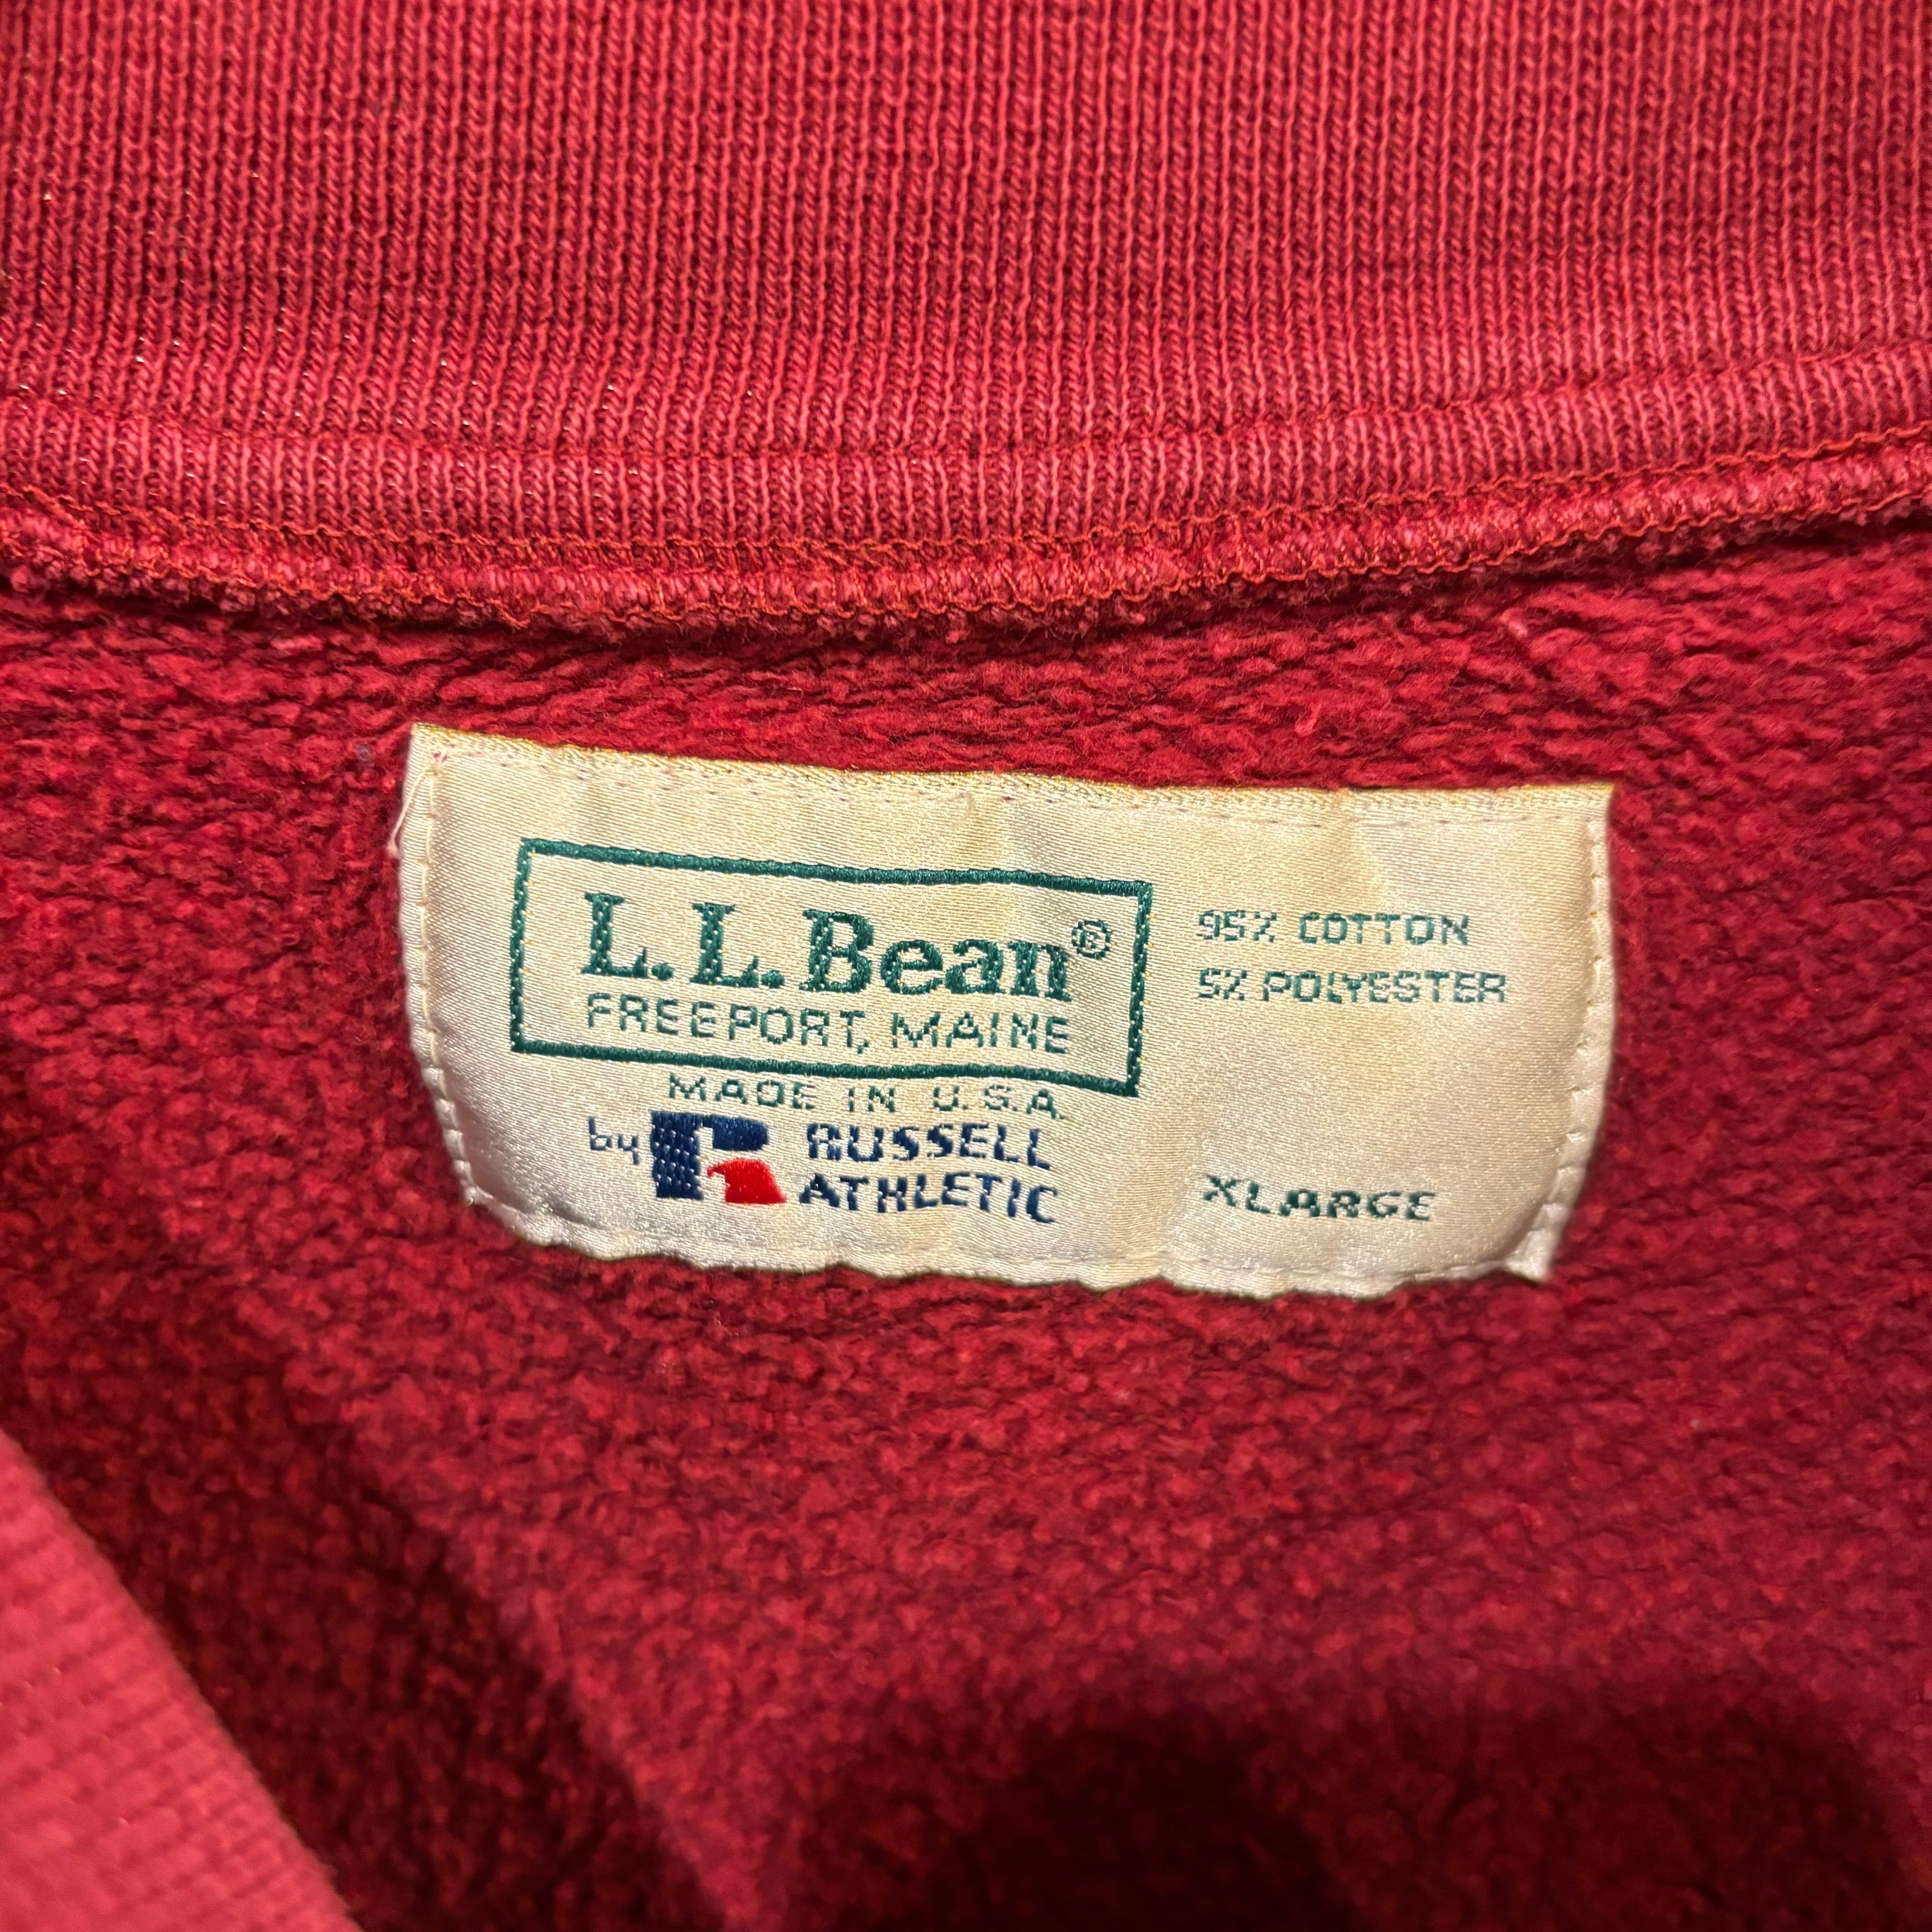 L.L.Bean®
FREEPORT, MAINE
MADE IN U.S.A.
by RUSSELL
ATHLETIC
95% COTTON
5% POLYESTER
XLARGE